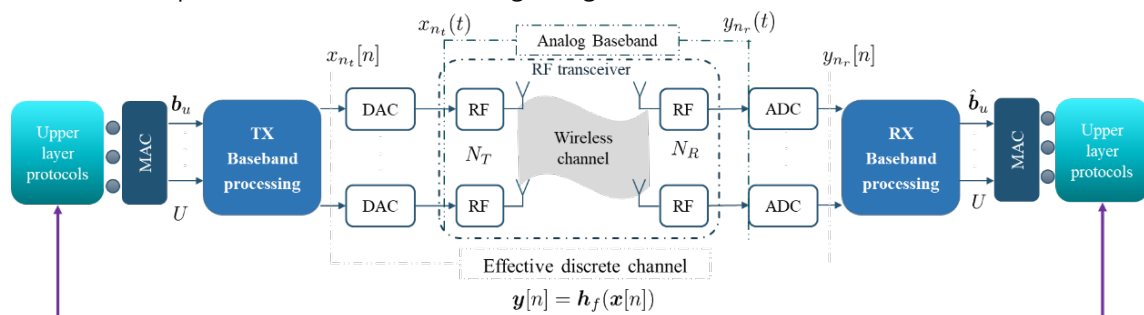 x_{n_t}(t)
y_{n_r}(t)
Analog Baseband
x_{n_t}[n]
y_{n_r}[n]
RF transceiver
b_u
DAC
RF
RF
ADC
b̂_u
Upper
layer
protocols
MAC
TX
Baseband
processing
N_T
Wireless
channel
N_R
RX
Baseband
processing
MAC
Upper
layer
protocols
U
DAC
RF
RF
ADC
U
Effective discrete channel
y[n] = h_f(x[n])